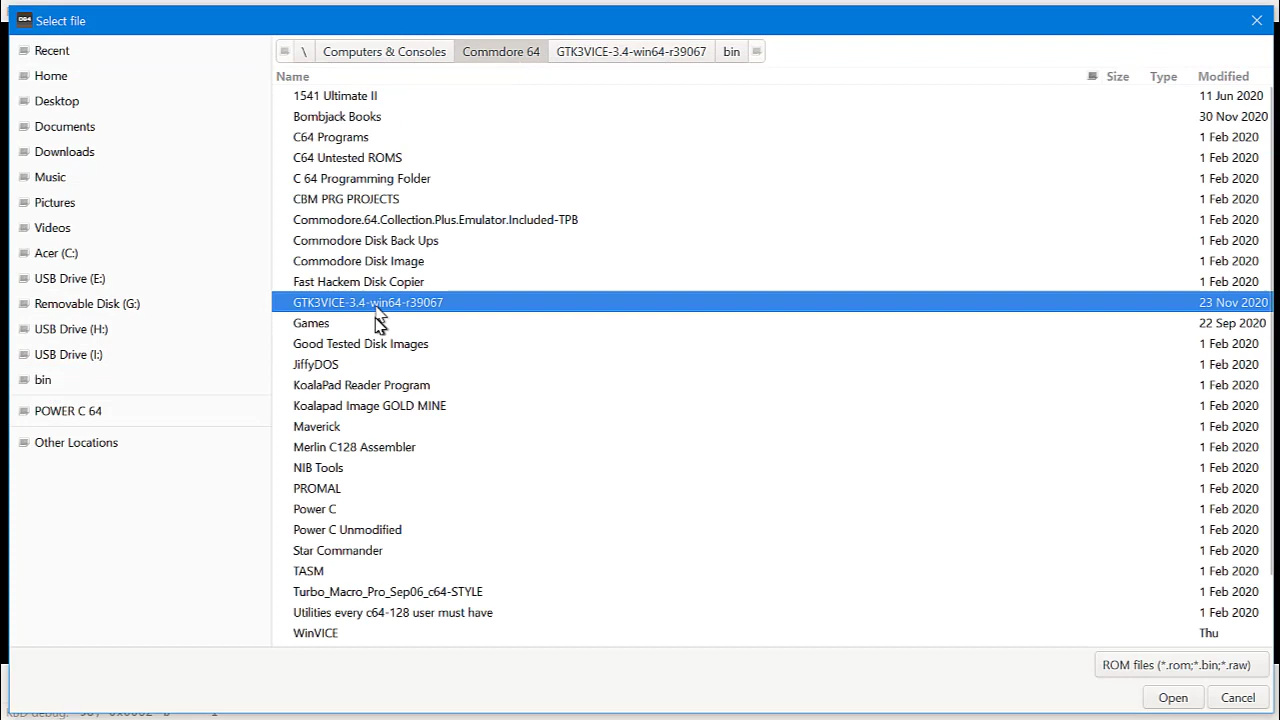 C64 Select file
Recent
Home
Desktop
Documents
Downloads
Music
Pictures
Videos
Acer (C:)
USB Drive (E:)
Removable Disk (G:)
USB Drive (H:)
USB Drive (I:)
bin
POWER C 64
Other Locations
\ Computers & Consoles Commdore 64 GTK3VICE-3.4-win64-r39067 bin
Name Size Type Modified
1541 Ultimate II 11 Jun 2020
Bombjack Books 30 Nov 2020
C64 Programs 1 Feb 2020
C64 Untested ROMS 1 Feb 2020
C 64 Programming Folder 1 Feb 2020
CBM PRG PROJECTS 1 Feb 2020
Commodore.64.Collection.Plus.Emulator.Included-TPB 1 Feb 2020
Commodore Disk Back Ups 1 Feb 2020
Commodore Disk Image 1 Feb 2020
Fast Hackem Disk Copier 1 Feb 2020
GTK3VICE-3.4-win64-r39067 23 Nov 2020
Games 22 Sep 2020
Good Tested Disk Images 1 Feb 2020
JiffyDOS 1 Feb 2020
KoalaPad Reader Program 1 Feb 2020
Koalapad Image GOLD MINE 1 Feb 2020
Maverick 1 Feb 2020
Merlin C128 Assembler 1 Feb 2020
NIB Tools 1 Feb 2020
PROMAL 1 Feb 2020
Power C 1 Feb 2020
Power C Unmodified 1 Feb 2020
Star Commander 1 Feb 2020
TASM 1 Feb 2020
Turbo_Macro_Pro_Sep06_c64-STYLE 1 Feb 2020
Utilities every c64-128 user must have 1 Feb 2020
WinVICE Thu
ROM files (*.rom;*.bin;*.raw)
Open Cancel